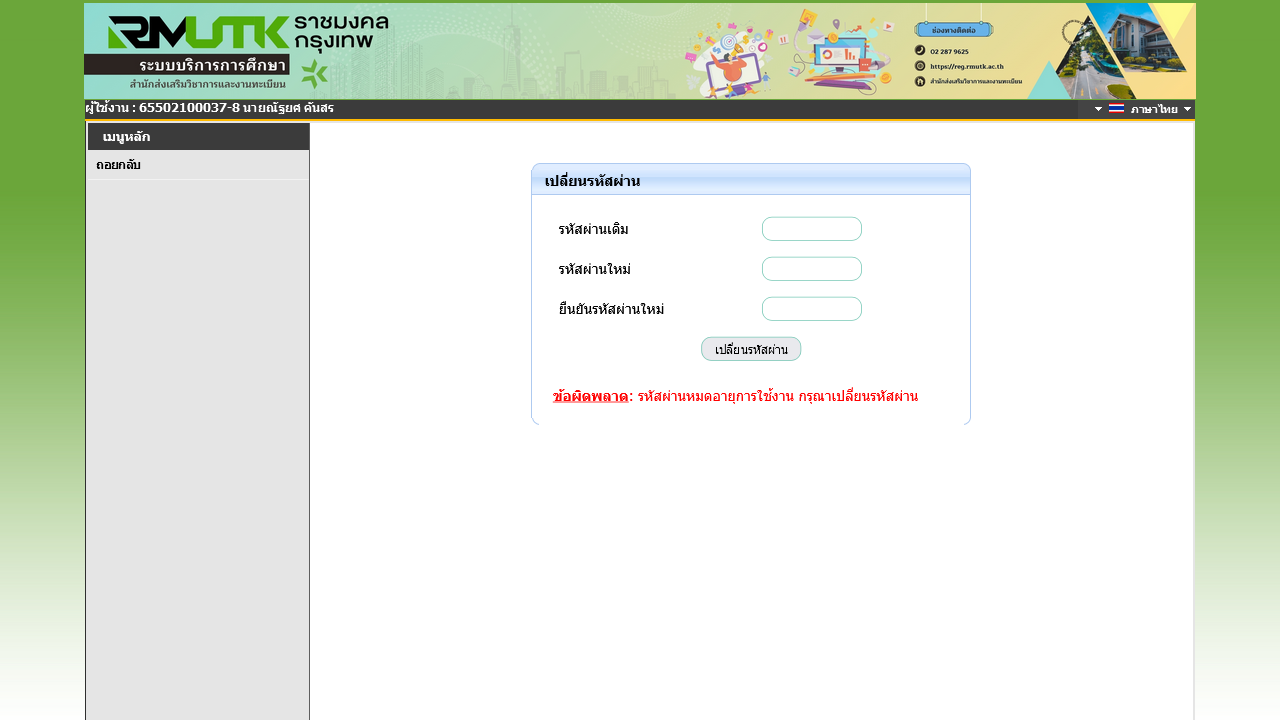 RMUTK ราชมงคล
กรุงเทพ
ระบบบริการการศึกษา
สำนักส่งเสริมวิชาการและงานทะเบียน
ช่องทางติดต่อ
02 287 9625
https://reg.rmutk.ac.th
สำนักส่งเสริมวิชาการและงานทะเบียน
ผู้ใช้งาน : 65502100037-8 นายณัฐยศ คันสร
ภาษาไทย
เมนูหลัก
ถอยกลับ
เปลี่ยนรหัสผ่าน
รหัสผ่านเดิม
รหัสผ่านใหม่
ยืนยันรหัสผ่านใหม่
เปลี่ยนรหัสผ่าน
ข้อผิดพลาด: รหัสผ่านหมดอายุการใช้งาน กรุณาเปลี่ยนรหัสผ่าน